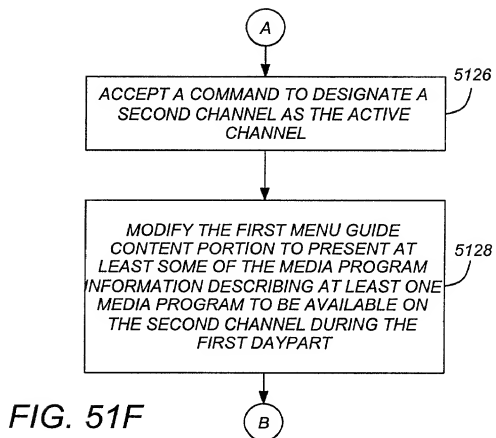 A
5126
ACCEPT A COMMAND TO DESIGNATE A
SECOND CHANNEL AS THE ACTIVE
CHANNEL
MODIFY THE FIRST MENU GUIDE
CONTENT PORTION TO PRESENT AT
LEAST SOME OF THE MEDIA PROGRAM
INFORMATION DESCRIBING AT LEAST ONE
MEDIA PROGRAM TO BE AVAILABLE ON
THE SECOND CHANNEL DURING THE
FIRST DAYPART
5128
FIG. 51F
B